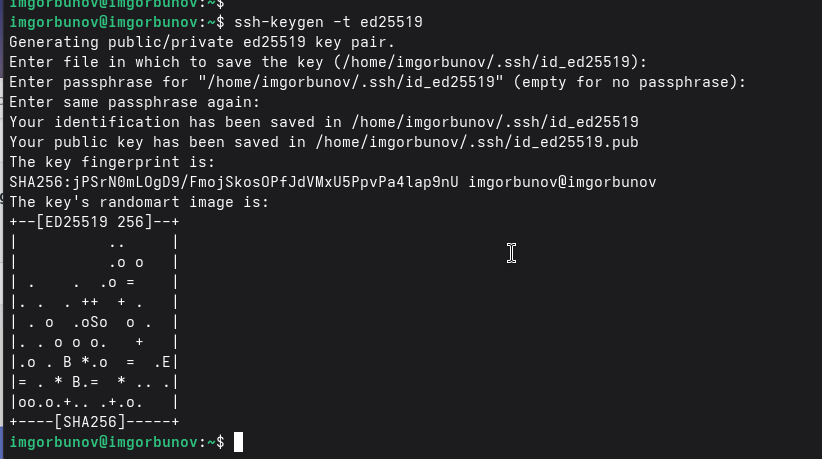 imgorbunov@imgorbunov:~$
imgorbunov@imgorbunov:~$ ssh-keygen -t ed25519
Generating public/private ed25519 key pair.
Enter file in which to save the key (/home/imgorbunov/.ssh/id_ed25519):
Enter passphrase for "/home/imgorbunov/.ssh/id_ed25519" (empty for no passphrase):
Enter same passphrase again:
Your identification has been saved in /home/imgorbunov/.ssh/id_ed25519
Your public key has been saved in /home/imgorbunov/.ssh/id_ed25519.pub
The key fingerprint is:
SHA256:jPSrN0mLOgD9/FmojSkosOPfJdVMxU5PpvPa4lap9nU imgorbunov@imgorbunov
The key's randomart image is:
+--[ED25519 256]--+
|           ..     |
|           .o o   |
| .    .  .o =    |
|. .  . ++  + .   |
| . o  .oSo  o .  |
|. . o o o.   +   |
|.o . B *.o  =  .E|
|= . * B.=  * .. .|
|oo.o.+.. .+.o.   |
+----[SHA256]-----+
imgorbunov@imgorbunov:~$